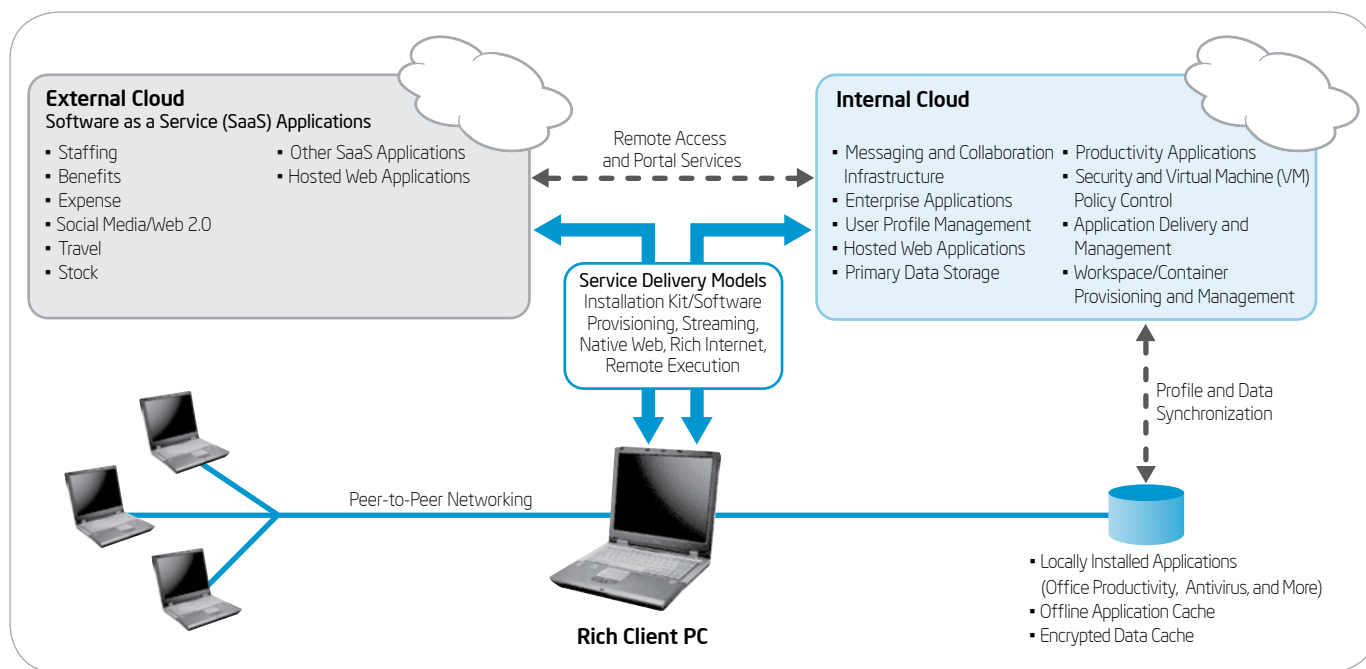 External Cloud
Software as a Service (SaaS) Applications
▪ Staffing
▪ Benefits
▪ Expense
▪ Social Media/Web 2.0
▪ Travel
▪ Stock
▪ Other SaaS Applications
▪ Hosted Web Applications
Remote Access
and Portal Services
Internal Cloud
▪ Messaging and Collaboration
Infrastructure
▪ Enterprise Applications
▪ User Profile Management
▪ Hosted Web Applications
▪ Primary Data Storage
▪ Productivity Applications
▪ Security and Virtual Machine (VM)
Policy Control
▪ Application Delivery and
Management
▪ Workspace/Container
Provisioning and Management
Service Delivery Models
Installation Kit/Software
Provisioning, Streaming,
Native Web, Rich Internet,
Remote Execution
Profile and Data
Synchronization
Peer-to-Peer Networking
Rich Client PC
▪ Locally Installed Applications
(Office Productivity, Antivirus, and More)
▪ Offline Application Cache
▪ Encrypted Data Cache